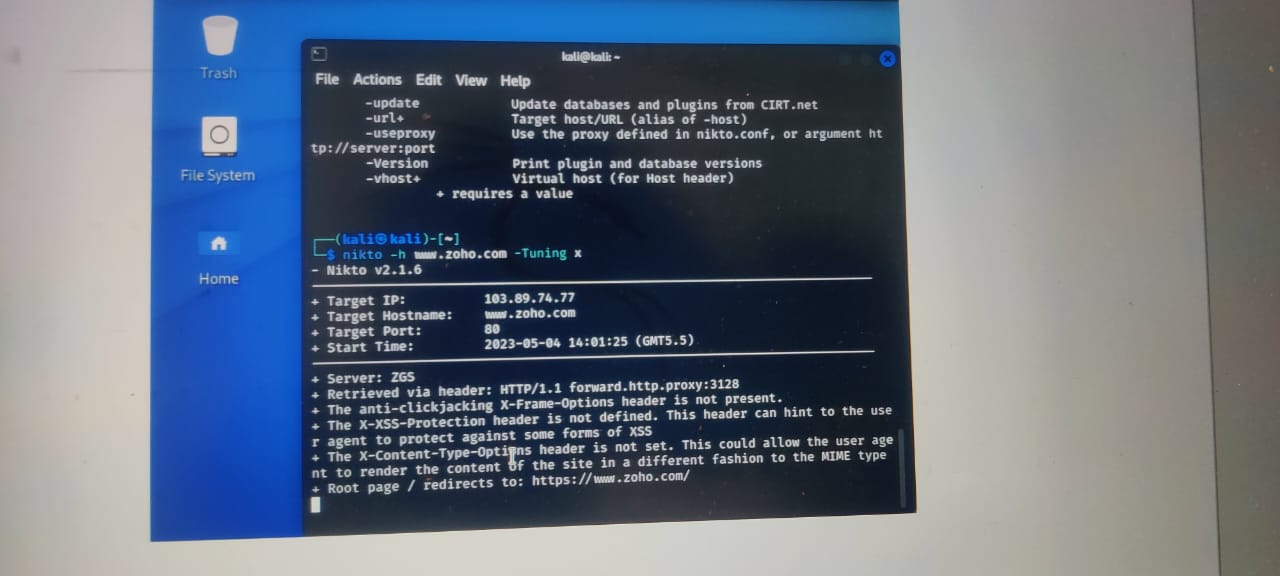 Trash
File System
Home
kali@kali: ~
File Actions Edit View Help
-update Update databases and plugins from CIRT.net
-url+ Target host/URL (alias of -host)
-useproxy Use the proxy defined in nikto.conf, or argument ht
tp://server:port
-Version Print plugin and database versions
-vhost+ Virtual host (for Host header)
+ requires a value
┌──(kali㉿kali)-[~]
└─$ nikto -h www.zoho.com -Tuning x
- Nikto v2.1.6
+ Target IP: 103.89.74.77
+ Target Hostname: www.zoho.com
+ Target Port: 80
+ Start Time: 2023-05-04 14:01:25 (GMT5.5)
+ Server: ZGS
+ Retrieved via header: HTTP/1.1 forward.http.proxy:3128
+ The anti-clickjacking X-Frame-Options header is not present.
+ The X-XSS-Protection header is not defined. This header can hint to the use
r agent to protect against some forms of XSS
+ The X-Content-Type-Options header is not set. This could allow the user age
nt to render the content of the site in a different fashion to the MIME type
+ Root page / redirects to: https://www.zoho.com/